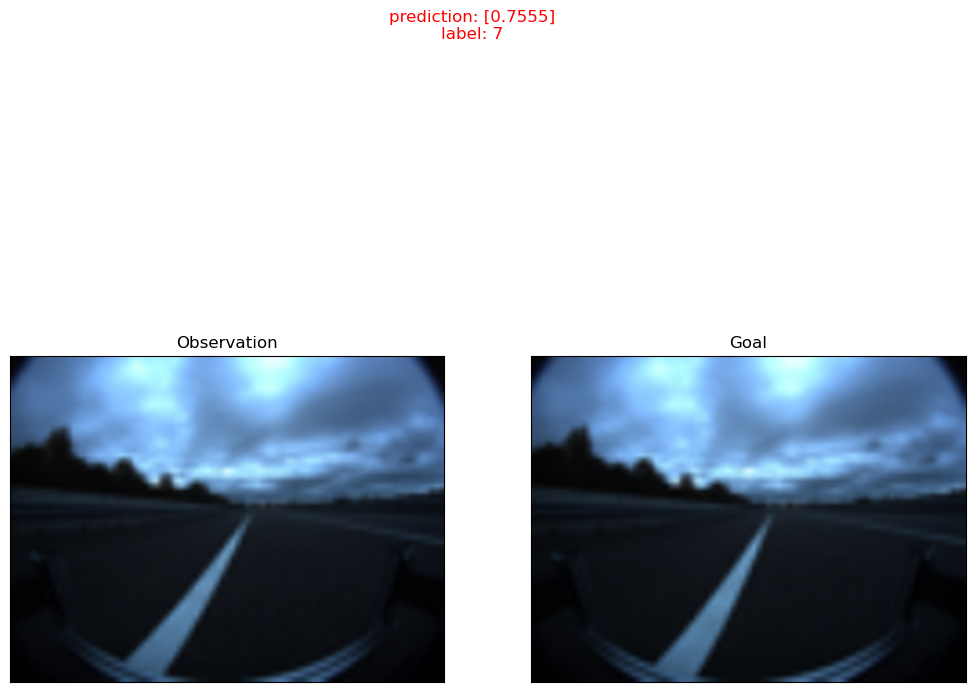 prediction: [0.7555]
label: 7
Observation
Goal